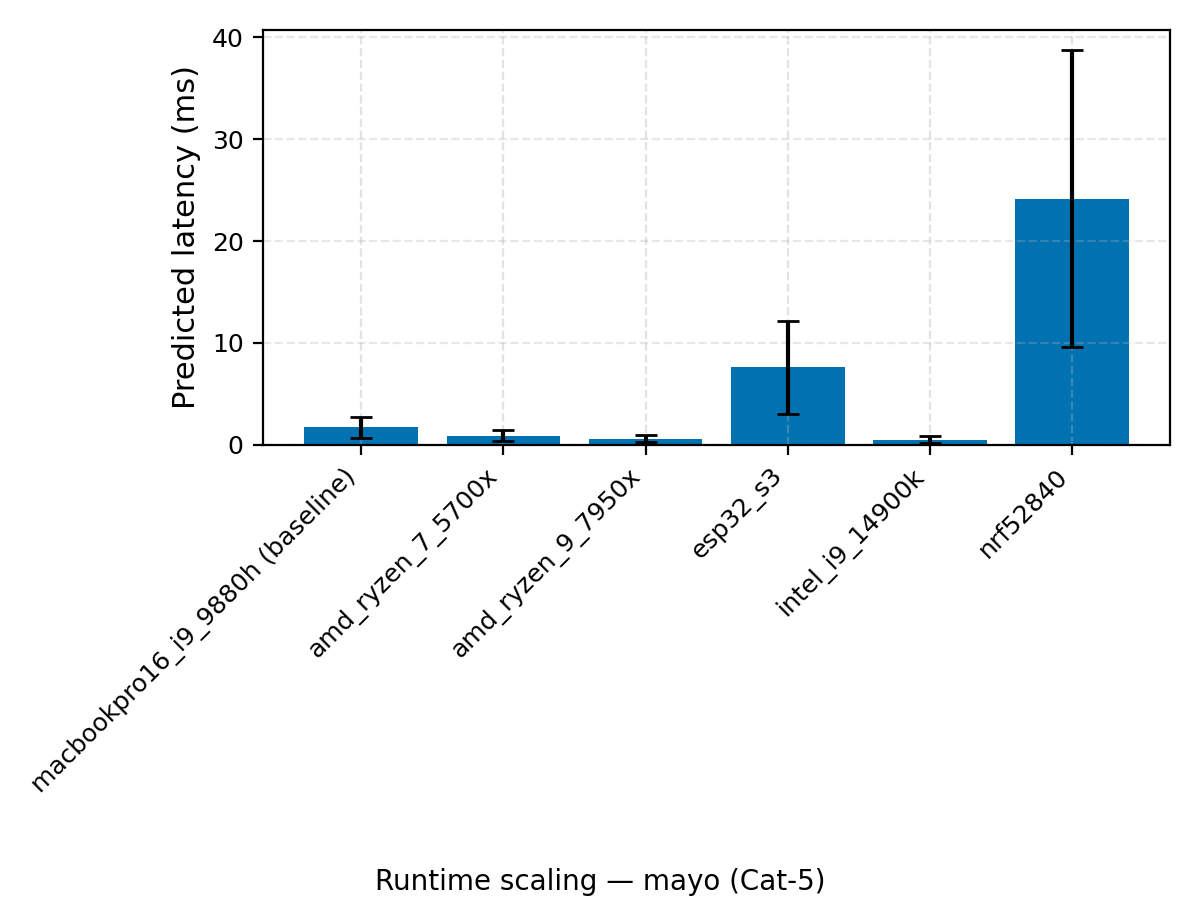 40
30
20
10
0
Predicted latency (ms)
macbookpro16_i9_9880h (baseline)
amd_ryzen_7_5700x
amd_ryzen_9_7950x
esp32_s3
intel_i9_14900k
nrf52840
Runtime scaling — mayo (Cat-5)